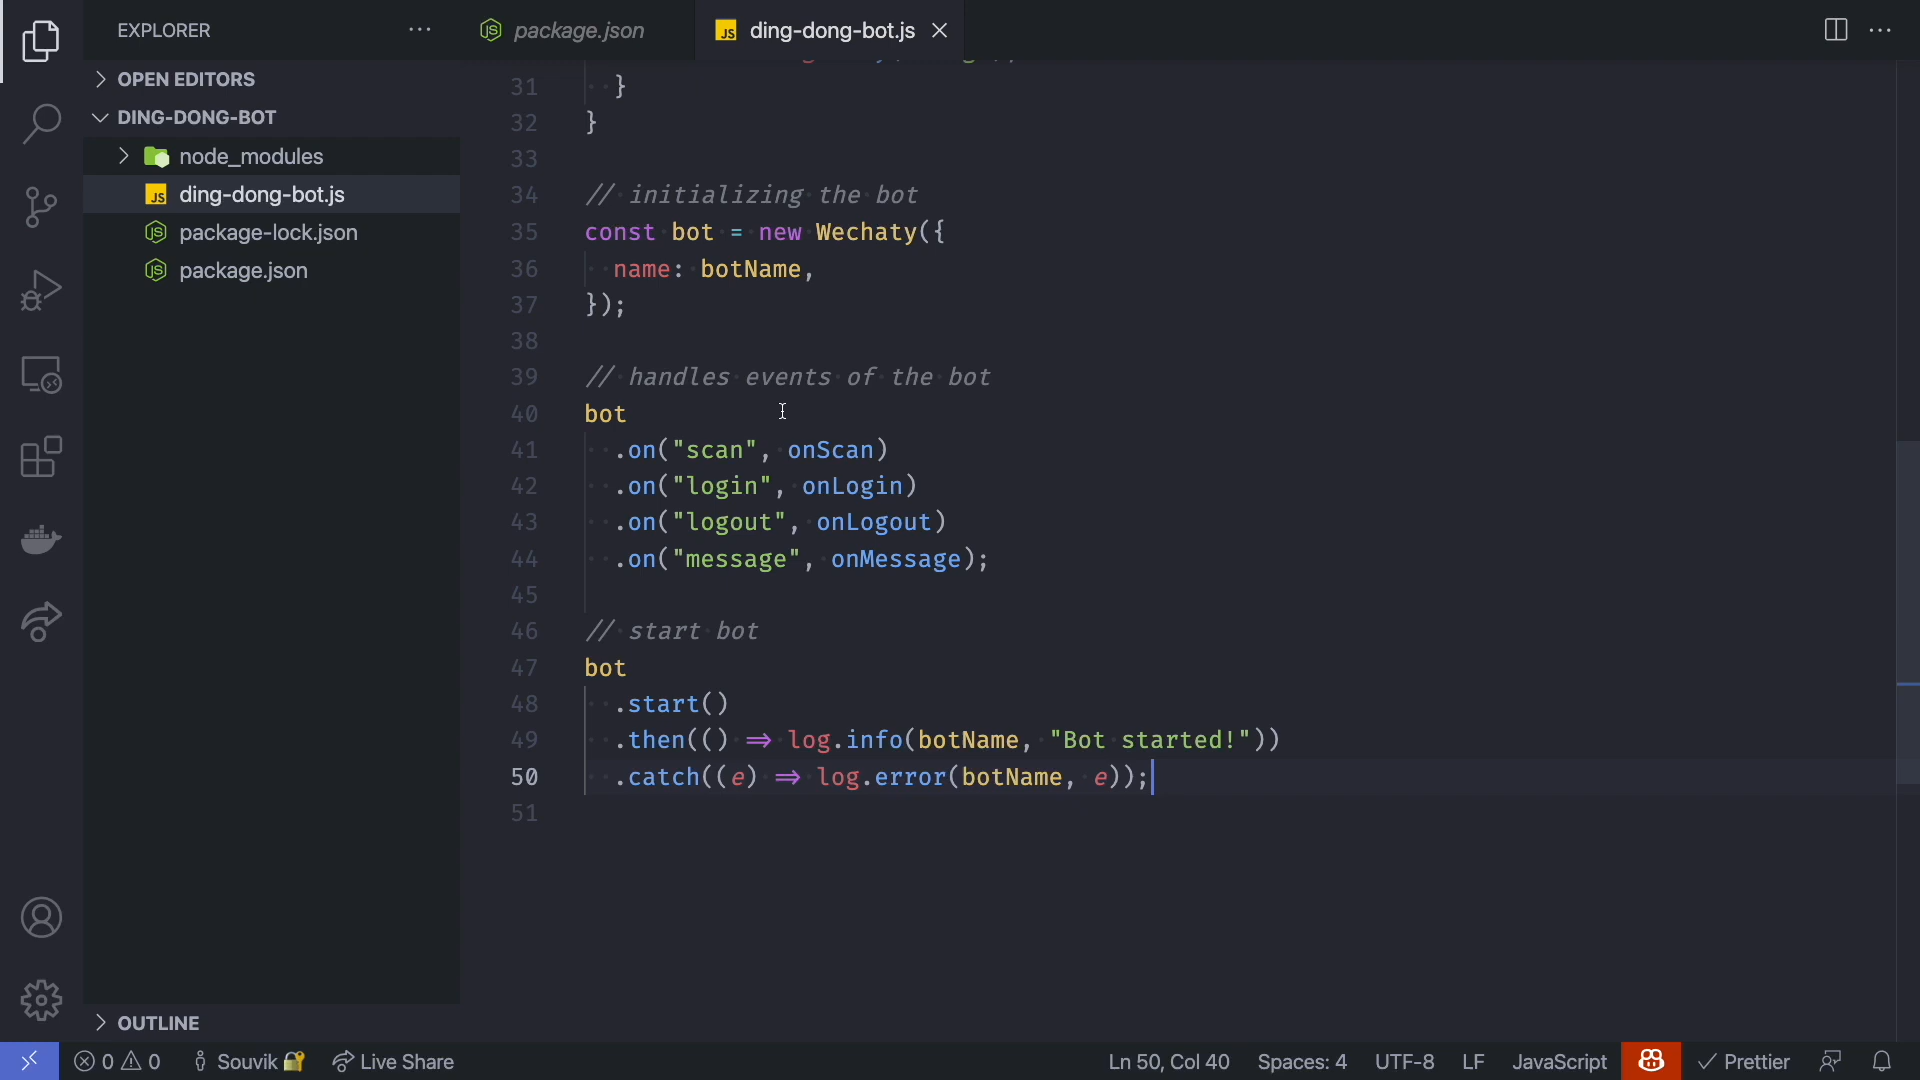 EXPLORER
OPEN EDITORS
DING-DONG-BOT
node_modules
JS ding-dong-bot.js
package-lock.json
package.json
OUTLINE
package.json
JS ding-dong-bot.js
31 }
32 }
33
34 // initializing the bot
35 const bot = new Wechaty({
36 name: botName,
37 });
38
39 // handles events of the bot
40 bot
41 .on("scan", onScan)
42 .on("login", onLogin)
43 .on("logout", onLogout)
44 .on("message", onMessage);
45
46 // start bot
47 bot
48 .start()
49 .then(() => log.info(botName, "Bot started!"))
50 .catch((e) => log.error(botName, e));
51
0 0 Souvik Live Share Ln 50, Col 40 Spaces: 4 UTF-8 LF JavaScript Prettier